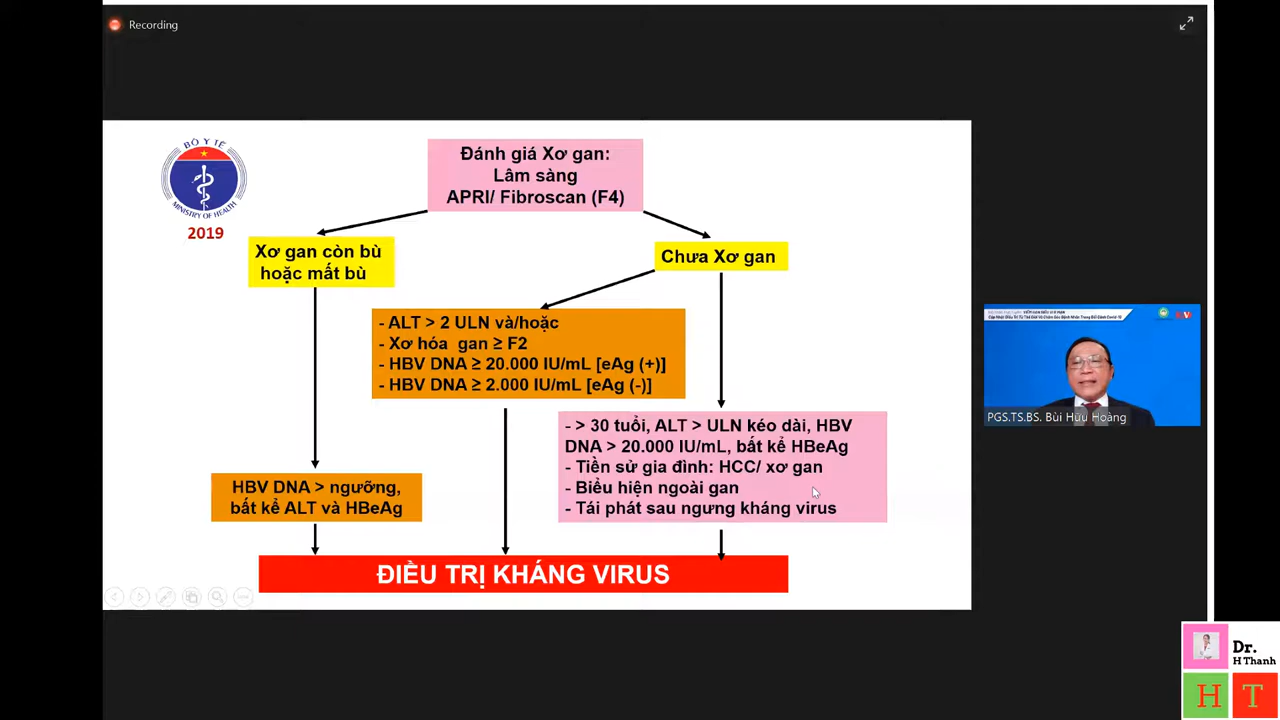 Recording
BỘ Y TẾ
MINISTRY OF HEALTH
2019
Đánh giá Xơ gan:
Lâm sàng
APRI/ Fibroscan (F4)
Xơ gan còn bù
hoặc mất bù
Chưa Xơ gan
- ALT > 2 ULN và/hoặc
- Xơ hóa gan ≥ F2
- HBV DNA ≥ 20.000 IU/mL [eAg (+)]
- HBV DNA ≥ 2.000 IU/mL [eAg (-)]
- > 30 tuổi, ALT > ULN kéo dài, HBV
DNA > 20.000 IU/mL, bất kể HBeAg
- Tiền sử gia đình: HCC/ xơ gan
- Biểu hiện ngoài gan
- Tái phát sau ngưng kháng virus
HBV DNA > ngưỡng,
bất kể ALT và HBeAg
ĐIỀU TRỊ KHÁNG VIRUS
PGS.TS.BS. Bùi Hữu Hoàng
Dr.
H Thanh
H T